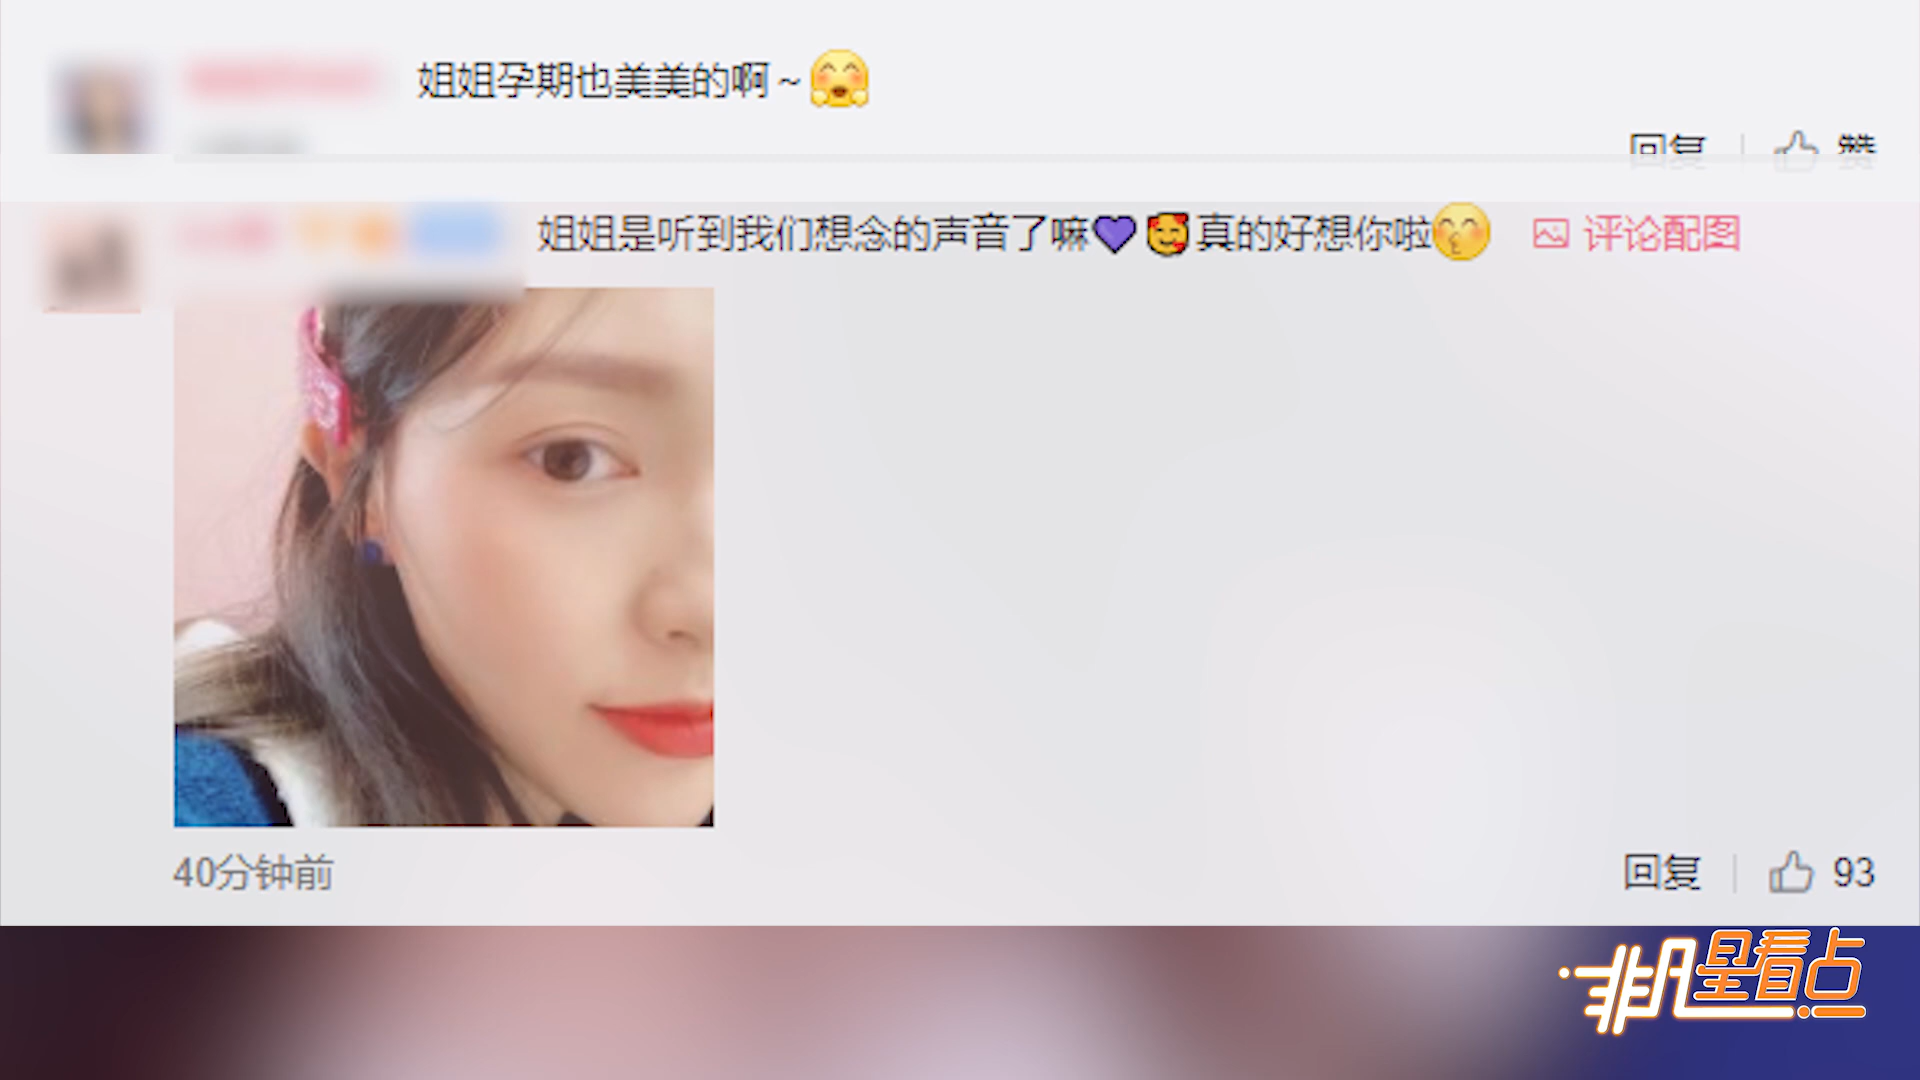 姐姐孕期也美美的啊~
回复 赞
姐姐是听到我们想念的声音了嘛💜🥰真的好想你啦😙 评论配图
40分钟前
回复 93
非凡星看点